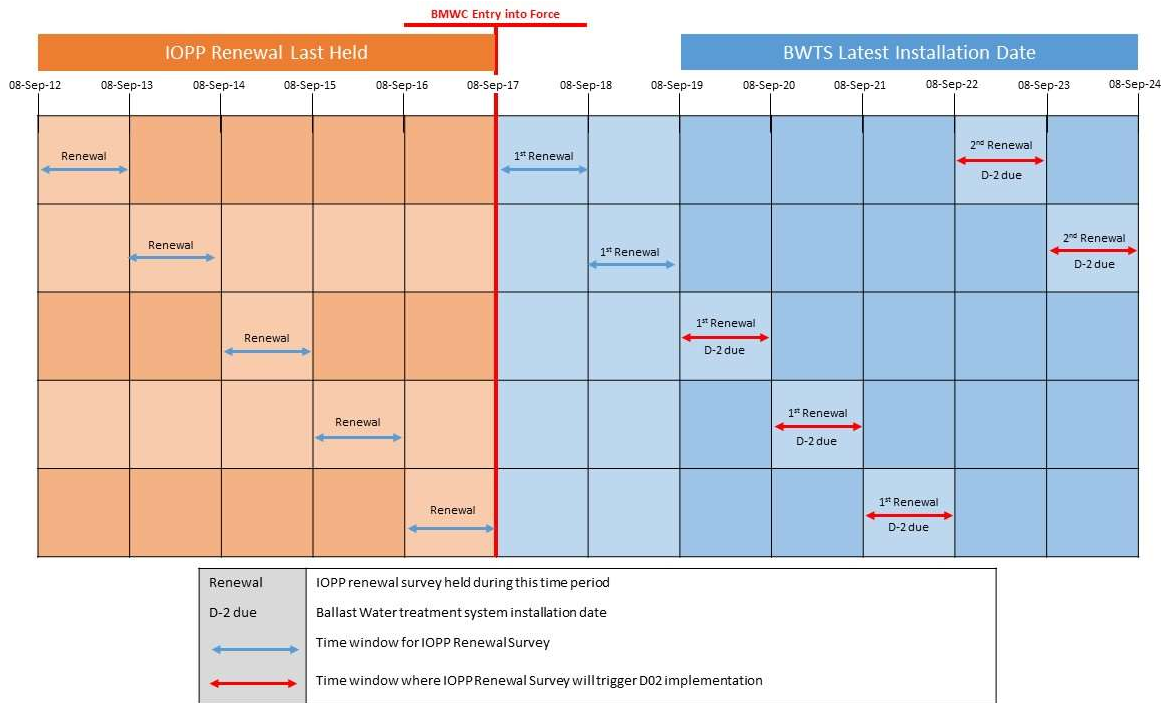 BMWC Entry into Force
IOPP Renewal Last Held
BWTS Latest Installation Date
08-Sep-12 08-Sep-13 08-Sep-14 08-Sep-15 08-Sep-16 08-Sep-17 08-Sep-18 08-Sep-19 08-Sep-20 08-Sep-21 08-Sep-22 08-Sep-23 08-Sep-24
Renewal
1st Renewal
2nd Renewal
D-2 due
Renewal
1st Renewal
2nd Renewal
D-2 due
Renewal
1st Renewal
D-2 due
Renewal
1st Renewal
D-2 due
Renewal
1st Renewal
D-2 due
Renewal IOPP renewal survey held during this time period
D-2 due Ballast Water treatment system installation date
Time window for IOPP Renewal Survey
Time window where IOPP Renewal Survey will trigger D02 implementation